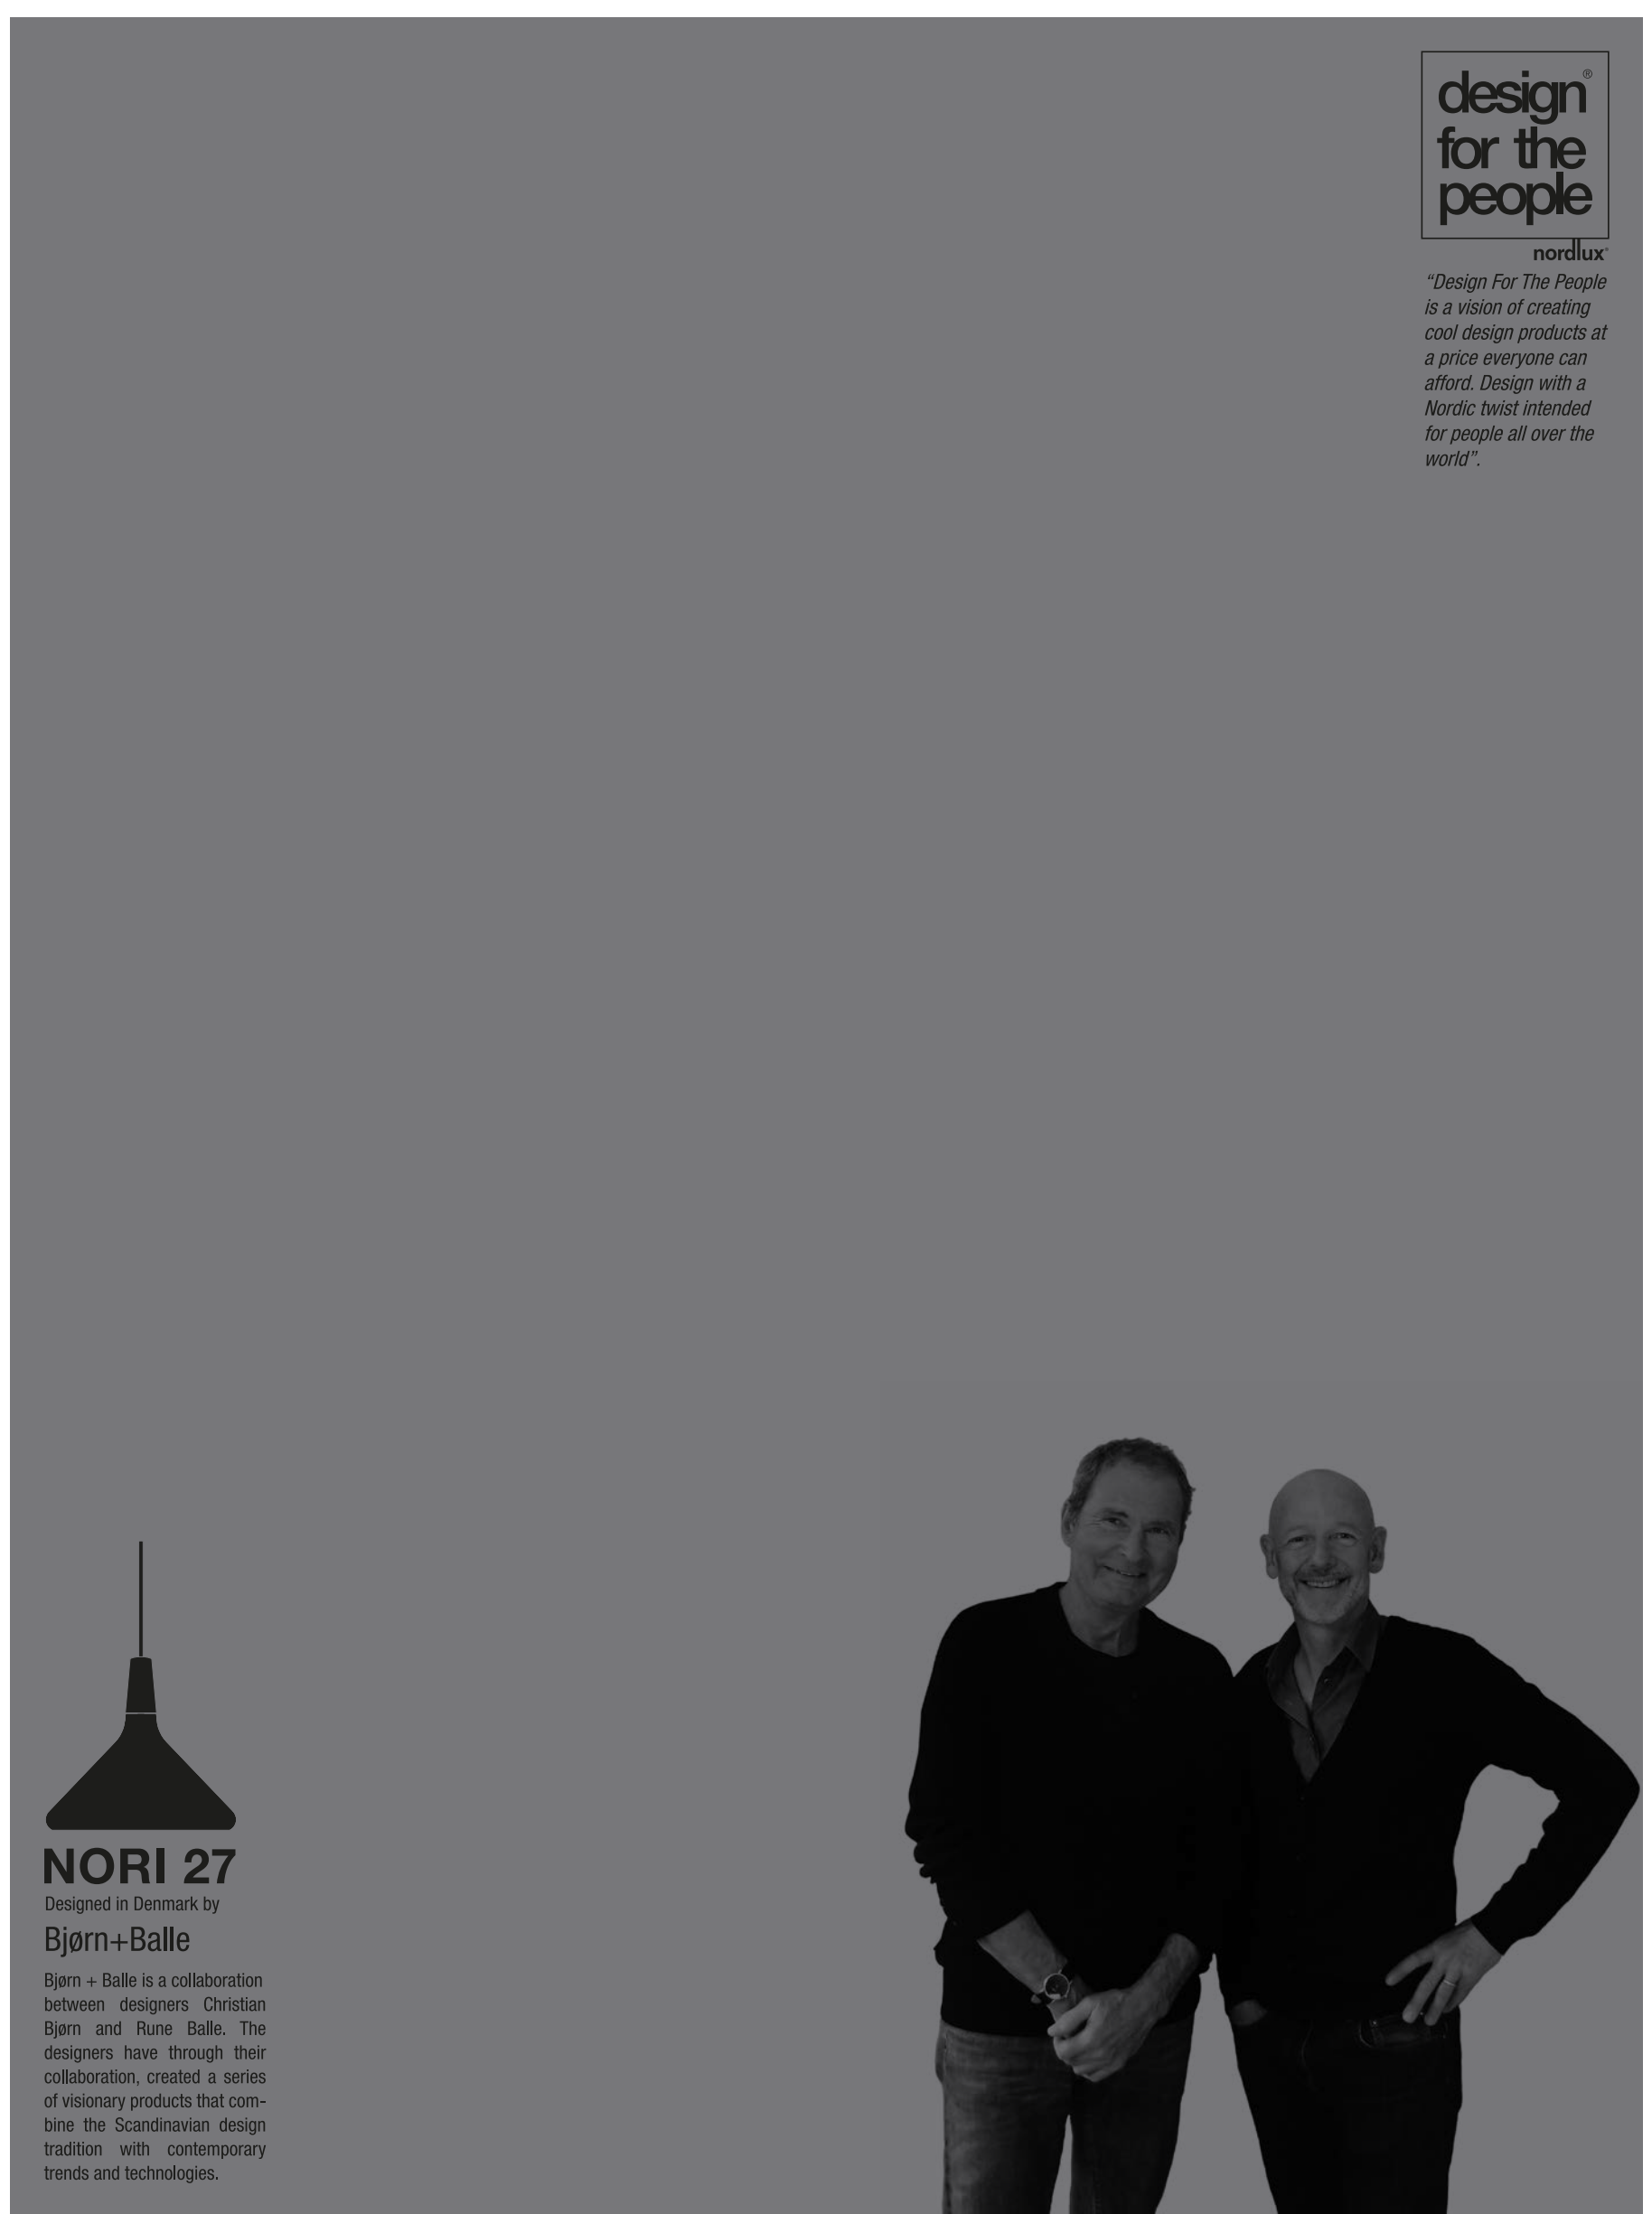 design®
for the
people
nordlux®
“Design For The People
is a vision of creating
cool design products at
a price everyone can
afford. Design with a
Nordic twist intended
for people all over the
world”.
NORI 27
Designed in Denmark by
Bjørn+Balle
Bjørn + Balle is a collaboration
between designers Christian
Bjørn and Rune Balle. The
designers have through their
collaboration, created a series
of visionary products that com-
bine the Scandinavian design
tradition with contemporary
trends and technologies.